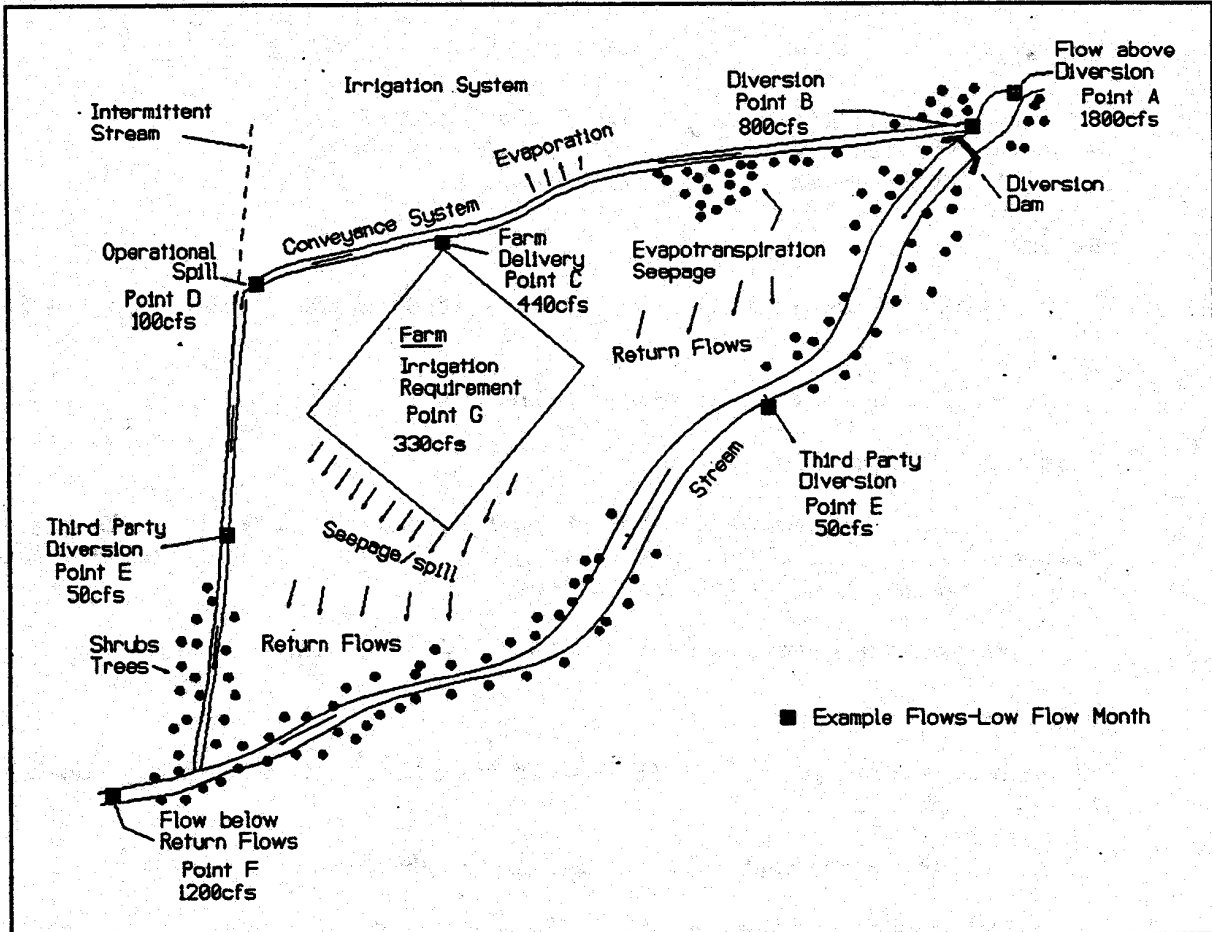 Irrigation System
Intermittent
Stream
Evaporation
Diversion
Point B
800cfs
Flow above
Diversion
Point A
1800cfs
Diversion
Dam
Conveyance System
Operational
Spill
Point D
100cfs
Farm
Delivery
Point C
440cfs
Evapotranspiration
Seepage
Return Flows
Farm
Irrigation
Requirement
Point G
330cfs
Stream
Third Party
Diversion
Point E
50cfs
Third Party
Diversion
Point E
50cfs
Seepage/spill
Return Flows
Shrubs
Trees
■ Example Flows-Low Flow Month
Flow below
Return Flows
Point F
1200cfs